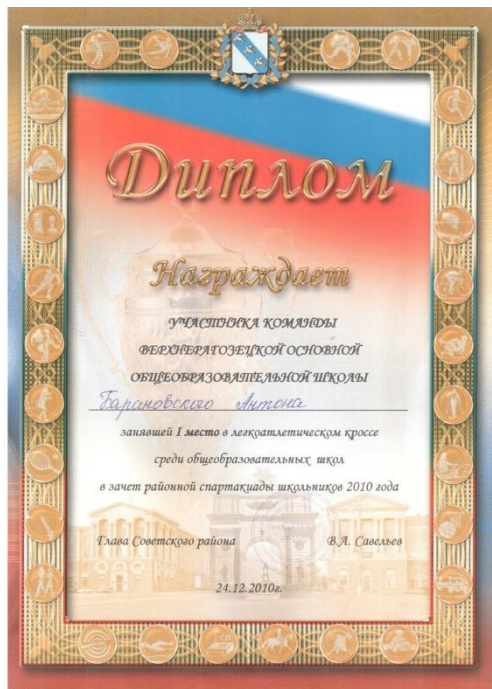 Диплом
Награждает
УЧАСТНИКА КОМАНДЫ
ВЕРХНЕРАГОЗЕЦКОЙ ОСНОВНОЙ
ОБЩЕОБРАЗОВАТЕЛЬНОЙ ШКОЛЫ
Барановского Антона
занявшей I место в легкоатлетическом кроссе
среди общеобразовательных школ
в зачет районной спартакиады школьников 2010 года
Глава Советского района В.А. Савельев
24.12.2010г.